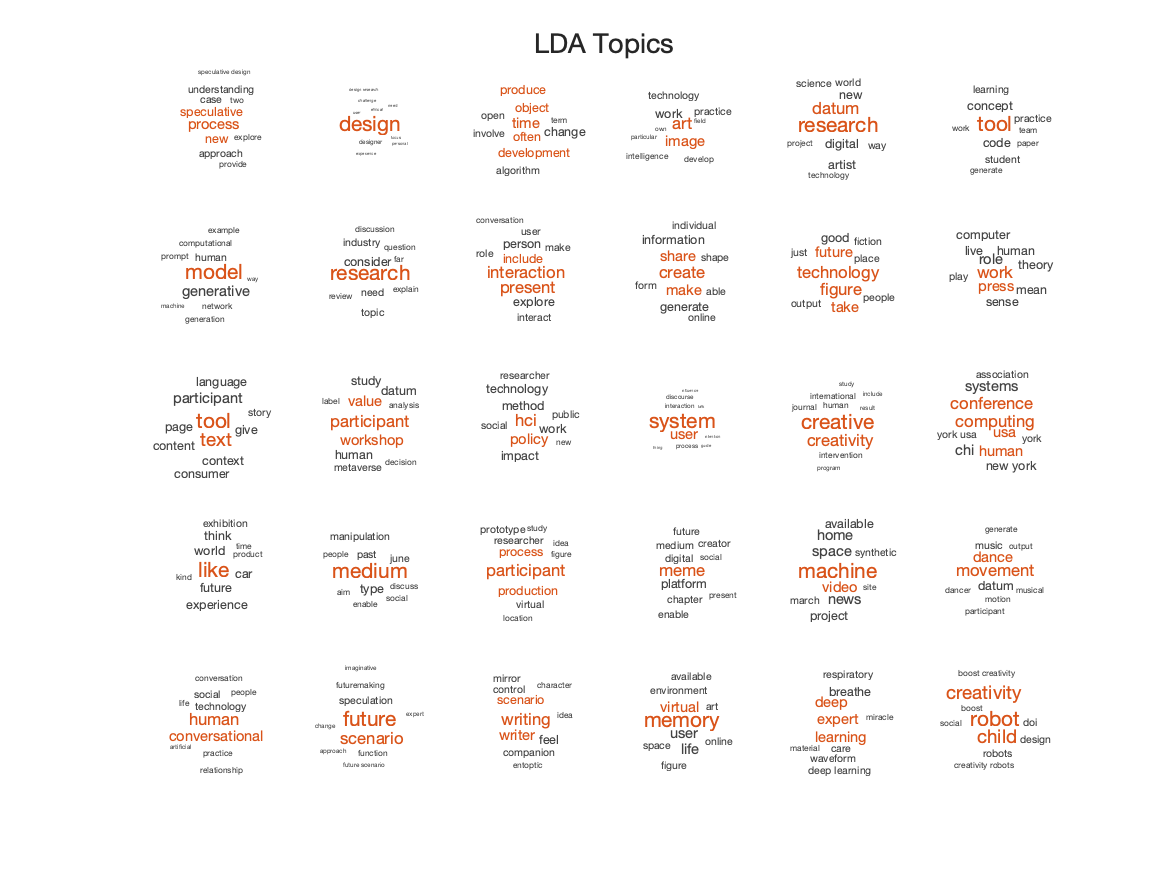 LDA Topics
speculative design
understanding
case two
speculative
process
new explore
approach
provide
design research
challenge
need
user ethical
design
future
designer personal
experience
produce
object
open time term
involve often change
development
algorithm
technology
work practice
own art field
particular image
intelligence develop
science world
new
datum
research
project digital way
artist
technology
learning
concept
tool practice
work team
code paper
student
generate
example
computational
prompt human
model way
generative
machine network
generation
discussion
industry question
consider far
research
review need explain
topic
conversation
user
person make
role include
interaction
present
explore
interact
individual
information
share shape
create
form make able
generate
online
good fiction
just future place
technology
figure people
output take
computer
live human
role theory
play work
press mean
sense
language
participant
story
page tool give
content text
context
consumer
study
datum
label value analysis
participant
workshop
human
metaverse decision
researcher
technology
method
social hci public
work
policy new
impact
discourse
interaction use
system
user
process guide
study
international include
journal human result
creative
creativity
intervention
program
association
systems
conference
computing
york usa usa york
chi human
new york
exhibition
think
world time
product
kind like car
future
experience
manipulation
people past june
medium
aim type discuss
enable social
prototype study
researcher idea
process figure
participant
production
virtual
location
future
medium creator
digital social
meme
platform
chapter present
enable
available
home
space synthetic
machine
video site
march news
project
generate
music output
dance
movement
dancer datum musical
motion
participant
conversation
social people
life technology
human
conversational
artificial practice
relationship
imaginative
futuremaking
speculation
change future expert
scenario
approach function
future scenario
mirror
control character
scenario
writing idea
writer feel
companion
entoptic
available
environment
virtual art
memory
user
space life online
figure
respiratory
breathe
deep
expert miracle
learning
material care
waveform
deep learning
boost creativity
creativity
boost
social robot doi
child design
robots
creativity robots